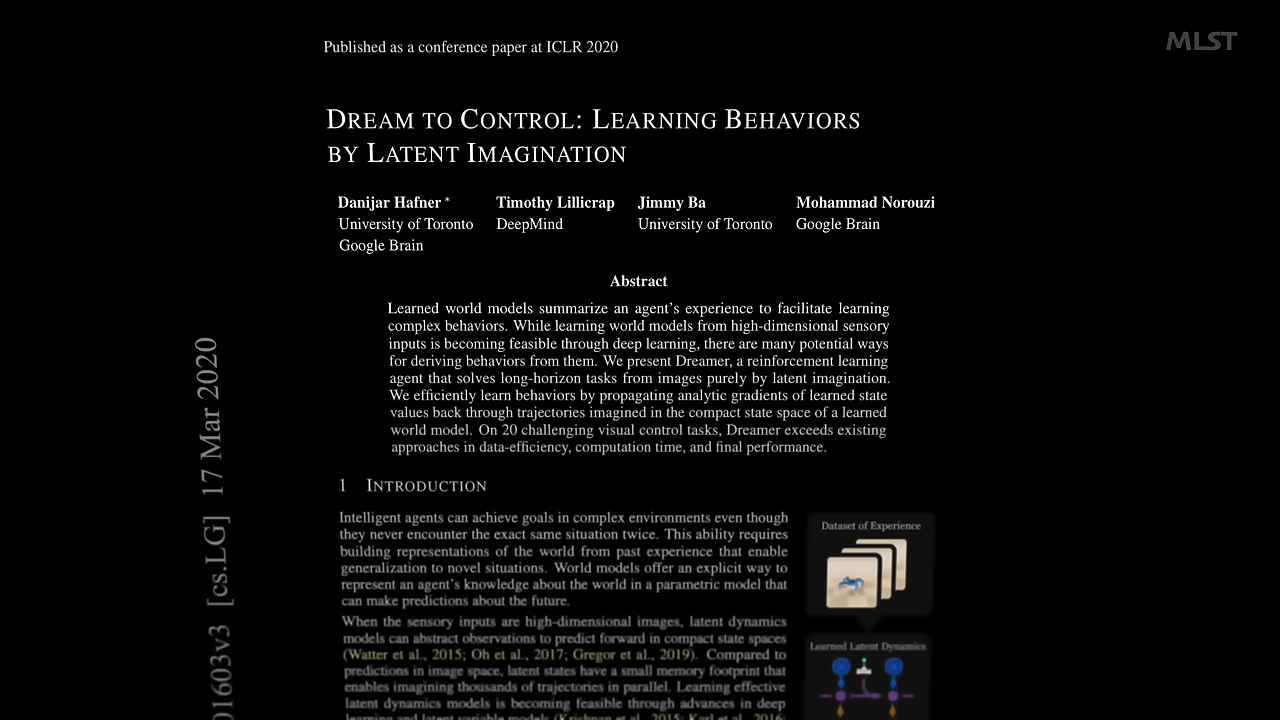 Published as a conference paper at ICLR 2020
MLST
DREAM TO CONTROL: LEARNING BEHAVIORS
BY LATENT IMAGINATION
Danijar Hafner * Timothy Lillicrap Jimmy Ba Mohammad Norouzi
University of Toronto DeepMind University of Toronto Google Brain
Google Brain
Abstract
Learned world models summarize an agent's experience to facilitate learning
complex behaviors. While learning world models from high-dimensional sensory
inputs is becoming feasible through deep learning, there are many potential ways
for deriving behaviors from them. We present Dreamer, a reinforcement learning
agent that solves long-horizon tasks from images purely by latent imagination.
We efficiently learn behaviors by propagating analytic gradients of learned state
values back through trajectories imagined in the compact state space of a learned
world model. On 20 challenging visual control tasks, Dreamer exceeds existing
approaches in data-efficiency, computation time, and final performance.
1 INTRODUCTION
Intelligent agents can achieve goals in complex environments even though
they never encounter the exact same situation twice. This ability requires
building representations of the world from past experience that enable
generalization to novel situations. World models offer an explicit way to
represent an agent's knowledge about the world in a parametric model that
can make predictions about the future.
When the sensory inputs are high-dimensional images, latent dynamics
models can abstract observations to predict forward in compact state spaces
(Watter et al., 2015; Oh et al., 2017; Gregor et al., 2019). Compared to
predictions in image space, latent states have a small memory footprint that
enables imagining thousands of trajectories in parallel. Learning effective
latent dynamics models is becoming feasible through advances in deep
learning and latent variable models (Krishnan et al., 2015; Karl et al., 2016;
Dataset of Experience
Learned Latent Dynamics
01603v3 [cs.LG] 17 Mar 2020